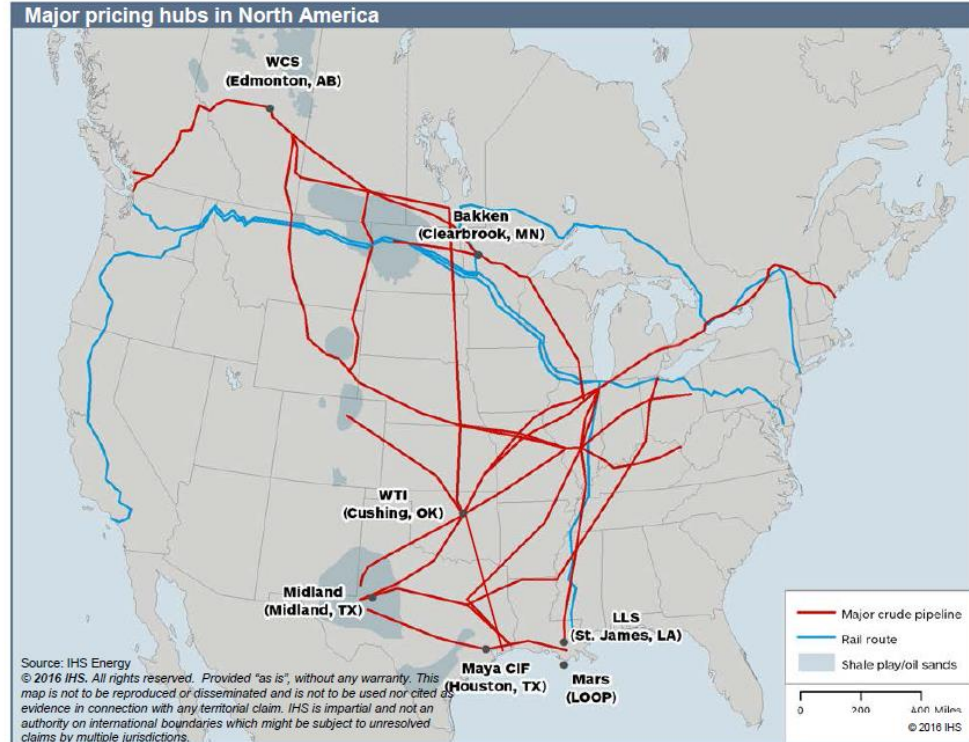 Major pricing hubs in North America
WCS
(Edmonton, AB)
Bakken
(Clearbrook, MN)
WTI
(Cushing, OK)
Midland
(Midland, TX)
LLS
(St. James, LA)
Maya CIF
(Houston, TX)
Mars
(LOOP)
Major crude pipeline
Rail route
Shale play/oil sands
0 200 400 Miles
© 2016 IHS
Source: IHS Energy
© 2016 IHS. All rights reserved. Provided "as is", without any warranty. This
map is not to be reproduced or disseminated and is not to be used nor cited as
evidence in connection with any territorial claim. IHS is impartial and not an
authority on international boundaries which might be subject to unresolved
claims by multiple jurisdictions.